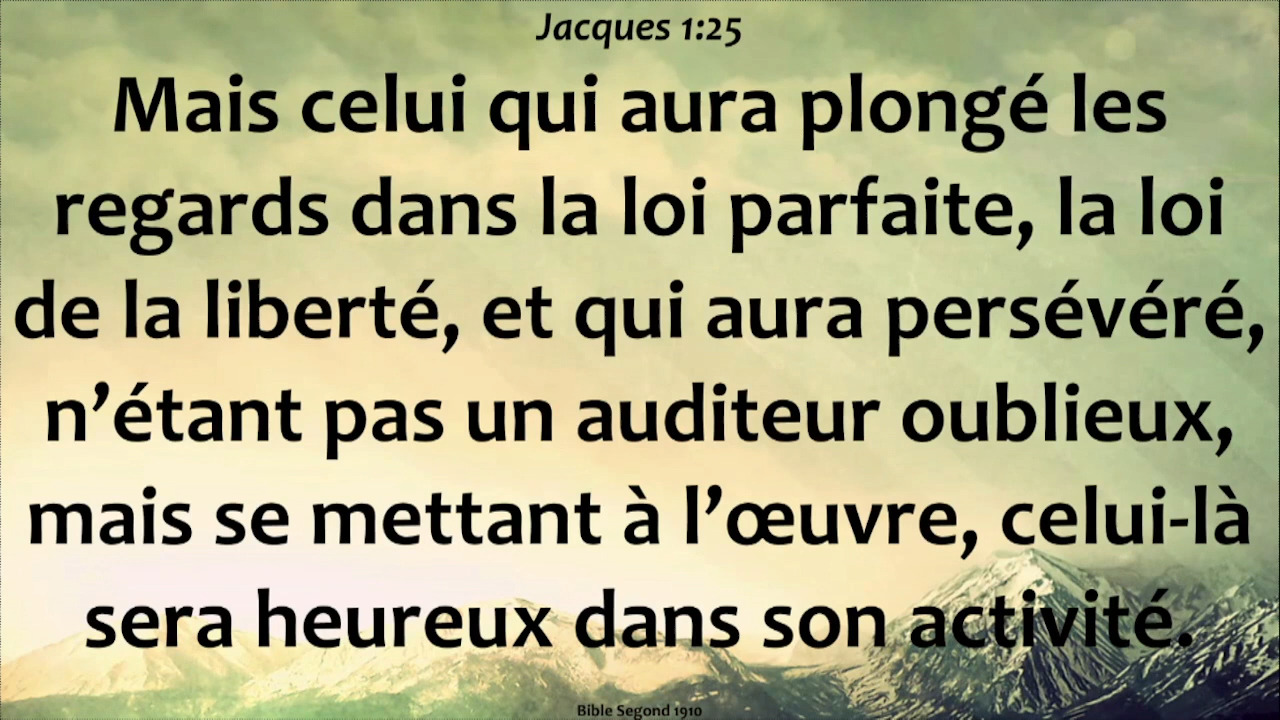 Jacques 1:25
Mais celui qui aura plongé les
regards dans la loi parfaite, la loi
de la liberté, et qui aura persévéré,
n’étant pas un auditeur oublieux,
mais se mettant à l’œuvre, celui-là
sera heureux dans son activité.
Bible Segond 1910